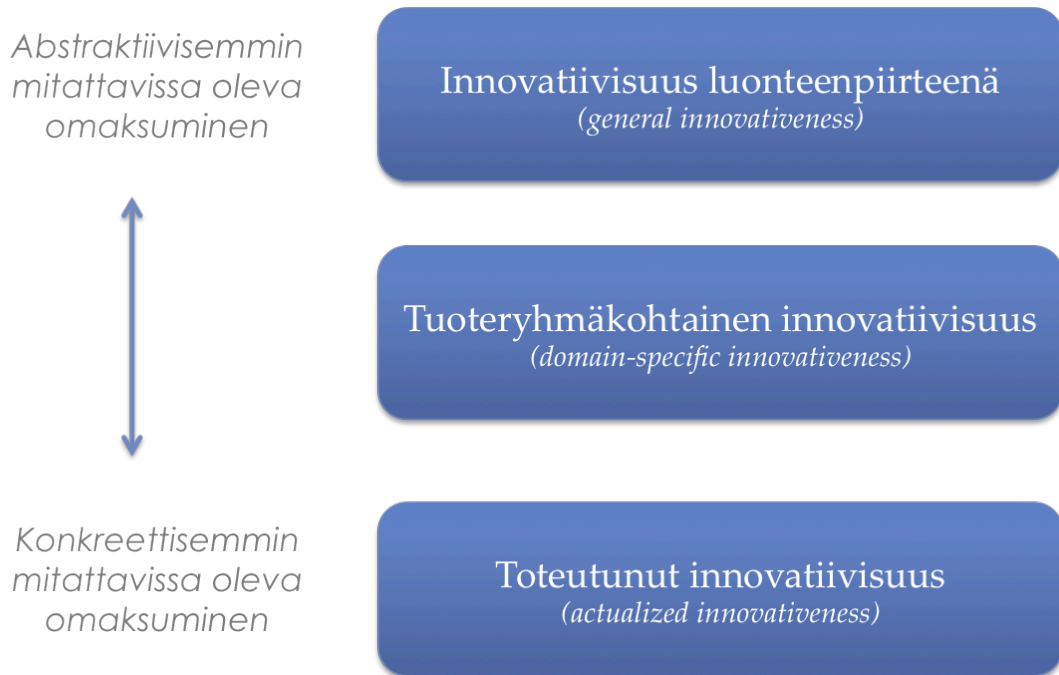 Abstraktiivisemmin
mitattavissa oleva
omaksuminen
Innovatiivisuus luonteenpiirteenä
(general innovativeness)
Tuoteryhmäkohtainen innovatiivisuus
(domain-specific innovativeness)
Konkreettisemmin
mitattavissa oleva
omaksuminen
Toteutunut innovatiivisuus
(actualized innovativeness)